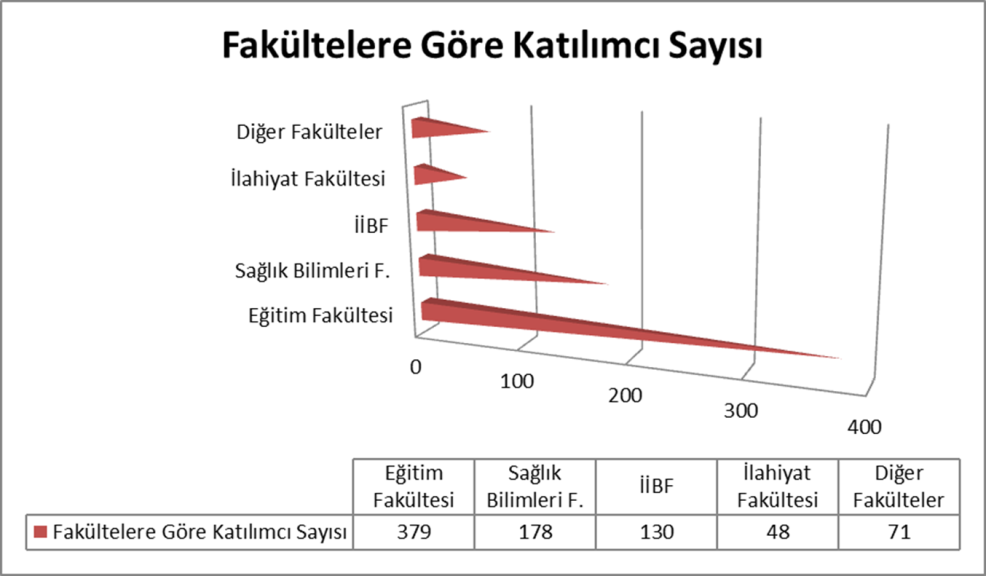 Fakültelere Göre Katılımcı Sayısı
Diğer Fakülteler
İlahiyat Fakültesi
İİBF
Sağlık Bilimleri F.
Eğitim Fakültesi
0
100
200
300
400
Eğitim Fakültesi
Sağlık Bilimleri F.
İİBF
İlahiyat Fakültesi
Diğer Fakülteler
Fakültelere Göre Katılımcı Sayısı 379 178 130 48 71